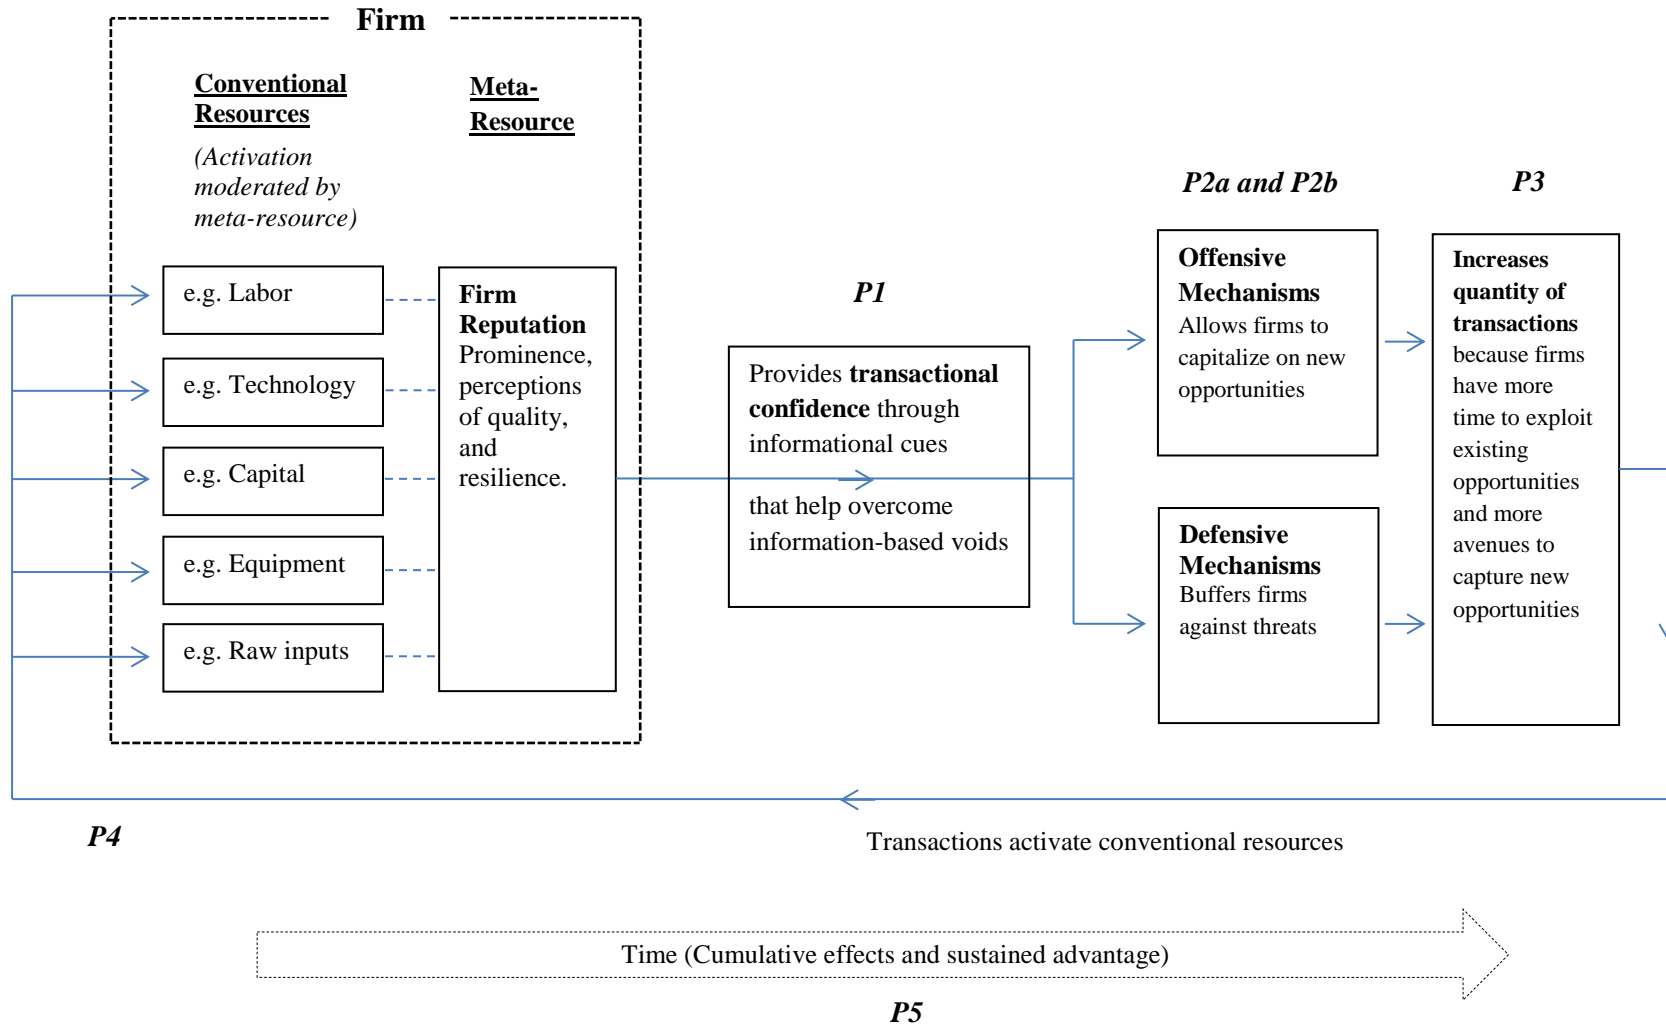 Firm
Conventional
Resources
(Activation
moderated by
meta-resource)
Meta-
Resource
e.g. Labor
e.g. Technology
e.g. Capital
e.g. Equipment
e.g. Raw inputs
Firm
Reputation
Prominence,
perceptions
of quality,
and
resilience.
P1
Provides transactional
confidence through
informational cues
that help overcome
information-based voids
P2a and P2b
Offensive
Mechanisms
Allows firms to
capitalize on new
opportunities
Defensive
Mechanisms
Buffers firms
against threats
P3
Increases
quantity of
transactions
because firms
have more
time to exploit
existing
opportunities
and more
avenues to
capture new
opportunities
P4
Transactions activate conventional resources
Time (Cumulative effects and sustained advantage)
P5